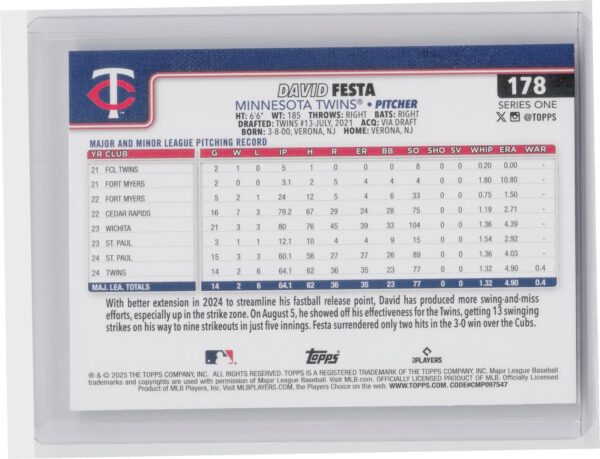 TC
DAVID FESTA
178
MINNESOTA TWINS® • PITCHER
SERIES ONE
HT: 6'6" WT: 185 THROWS: RIGHT BATS: RIGHT
@TOPPS
DRAFTED: TWINS #13-JULY, 2021 ACQ: VIA DRAFT
BORN: 3-8-00, VERONA, NJ HOME: VERONA, NJ
MAJOR AND MINOR LEAGUE PITCHING RECORD
YR CLUB G W L IP H R ER BB SO SHO SV WHIP ERA WAR
21 FCL TWINS 2 1 0 5 1 0 0 0 8 0 0 0.20 0.00 -
21 FORT MYERS 2 0 0 3.1 2 5 4 4 4 0 0 1.80 10.80 -
22 FORT MYERS 5 2 1 24 12 5 4 6 33 0 0 0.75 1.50 -
22 CEDAR RAPIDS 16 7 3 79.2 67 29 24 28 75 0 0 1.19 2.71 -
23 WICHITA 21 3 3 80 76 45 39 33 104 0 0 1.36 4.39 -
23 ST. PAUL 3 1 1 12.1 10 4 4 9 15 0 0 1.54 2.92 -
24 ST. PAUL 14 3 2 60.1 56 27 27 26 89 0 0 1.36 4.03 -
24 TWINS 14 2 6 64.1 62 36 35 23 77 0 0 1.32 4.90 0.4
MAJ. LEA. TOTALS 14 2 6 64.1 62 36 35 23 77 0 0 1.32 4.90 0.4
With better extension in 2024 to streamline his fastball release point, David has produced more swing-and-miss
efforts, especially up in the strike zone. On August 5, he showed off his effectiveness for the Twins, getting 13 swinging
strikes on his way to nine strikeouts in just five innings. Festa surrendered only two hits in the 3-0 win over the Cubs.
topps
PLAYERS
® & © 2025 THE TOPPS COMPANY, INC. ALL RIGHTS RESERVED. TOPPS IS A REGISTERED TRADEMARK OF THE TOPPS COMPANY, INC. Major League Baseball
trademarks and copyrights are used with permission of Major League Baseball. Visit MLB.com. OFFICIALLY LICENSED PRODUCT OF MLB. Officially Licensed
Product of MLB Players, Inc. Visit MLBPLAYERS.com, the Players Choice on the web. WWW.TOPPS.COM. CODE#CMP097547